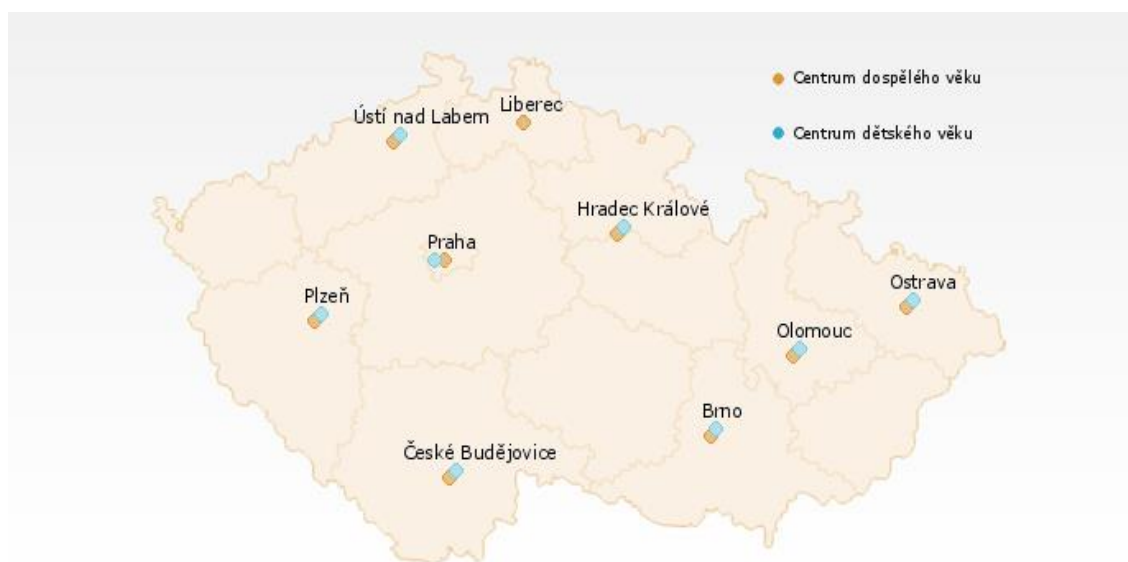 Centrum dospělého věku
Liberec
Ústí nad Labem
Centrum dětského věku
Hradec Králové
Praha
Ostrava
Plzeň
Olomouc
Brno
České Budějovice